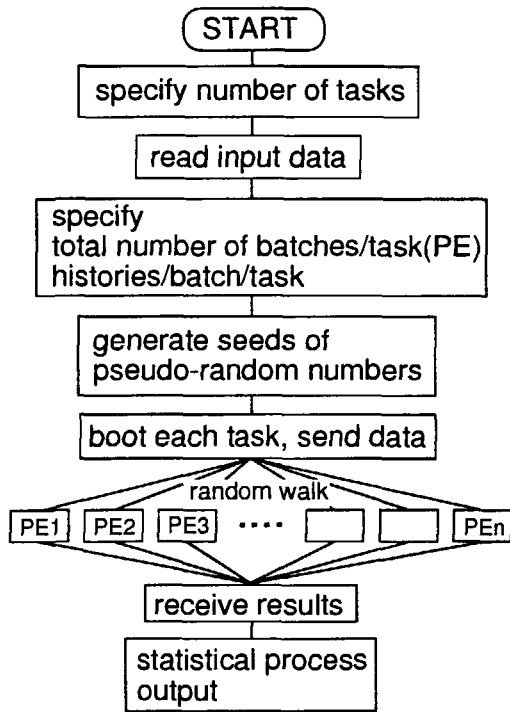 START
specify number of tasks
read input data
specify
total number of batches/task(PE)
histories/batch/task
generate seeds of
pseudo-random numbers
boot each task, send data
random walk
PE1 PE2 PE3 •••• PEn
receive results
statistical process
output